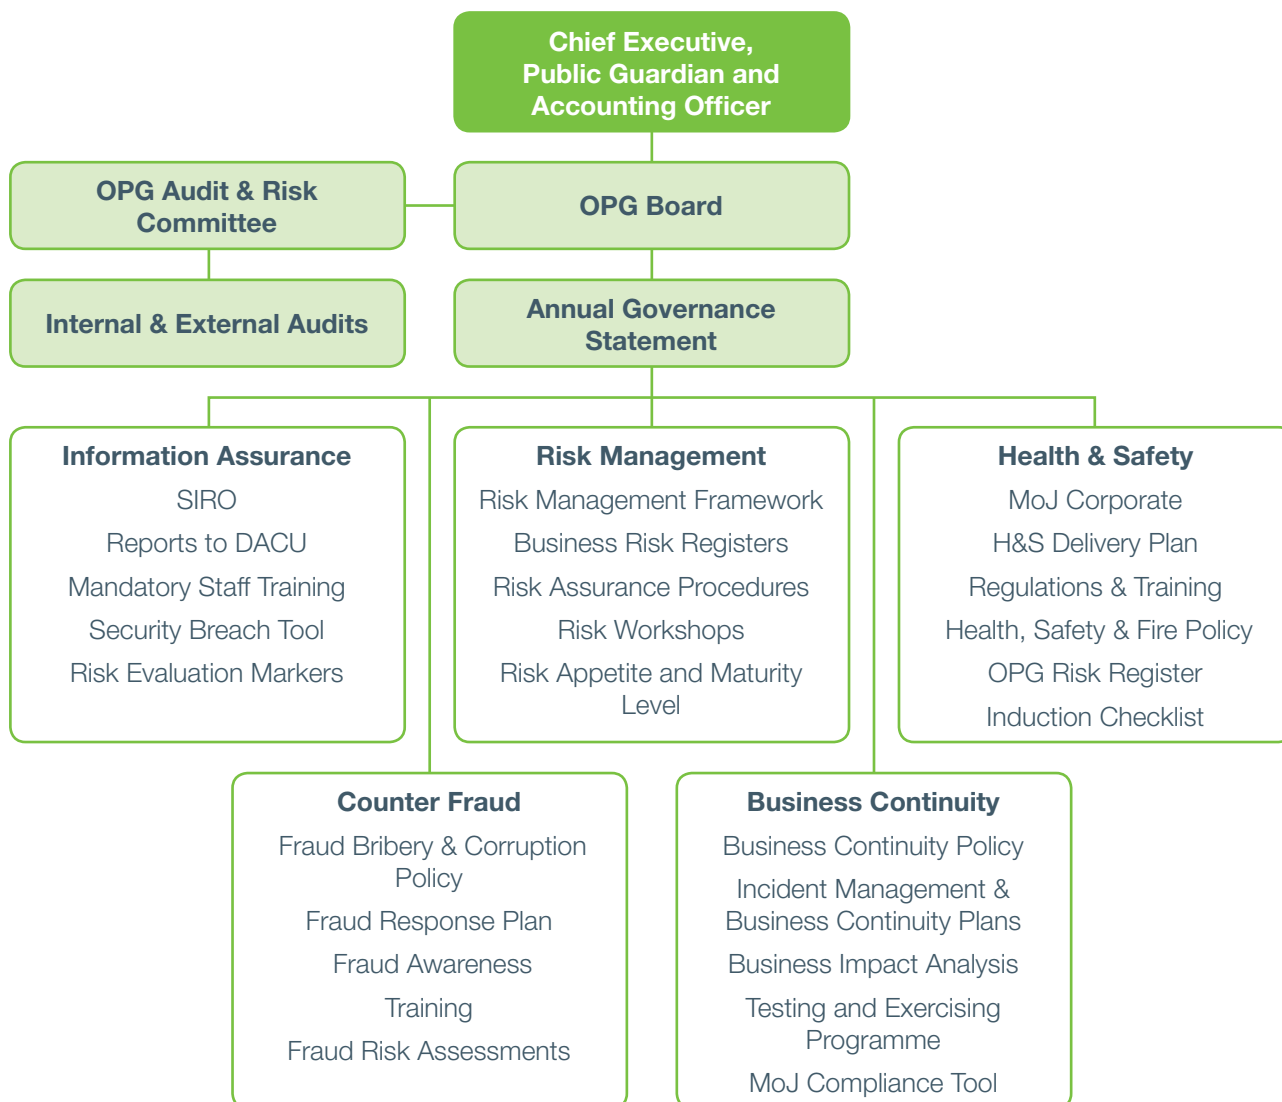 Chief Executive,
Public Guardian and
Accounting Officer
OPG Audit & Risk
Committee
OPG Board
Internal & External Audits
Annual Governance
Statement
Information Assurance
SIRO
Reports to DACU
Mandatory Staff Training
Security Breach Tool
Risk Evaluation Markers
Risk Management
Risk Management Framework
Business Risk Registers
Risk Assurance Procedures
Risk Workshops
Risk Appetite and Maturity
Level
Health & Safety
MoJ Corporate
H&S Delivery Plan
Regulations & Training
Health, Safety & Fire Policy
OPG Risk Register
Induction Checklist
Counter Fraud
Fraud Bribery & Corruption
Policy
Fraud Response Plan
Fraud Awareness
Training
Fraud Risk Assessments
Business Continuity
Business Continuity Policy
Incident Management &
Business Continuity Plans
Business Impact Analysis
Testing and Exercising
Programme
MoJ Compliance Tool